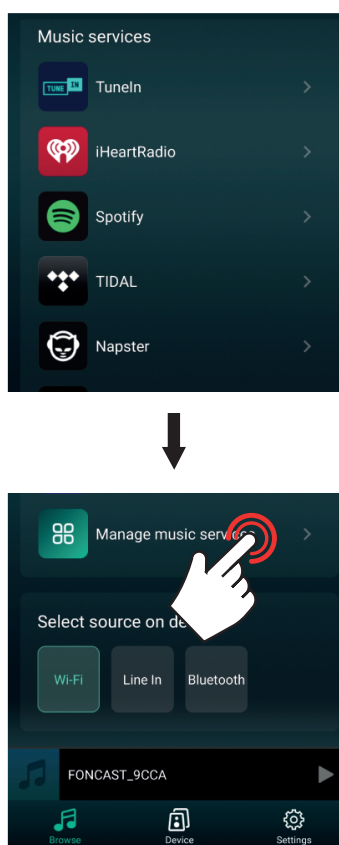 Music services
TUNE IN
TuneIn
iHeartRadio
Spotify
TIDAL
Napster
Manage music services
Select source on de
Wi-Fi
Line In
Bluetooth
FONCAST_9CCA
Browse
Device
Settings